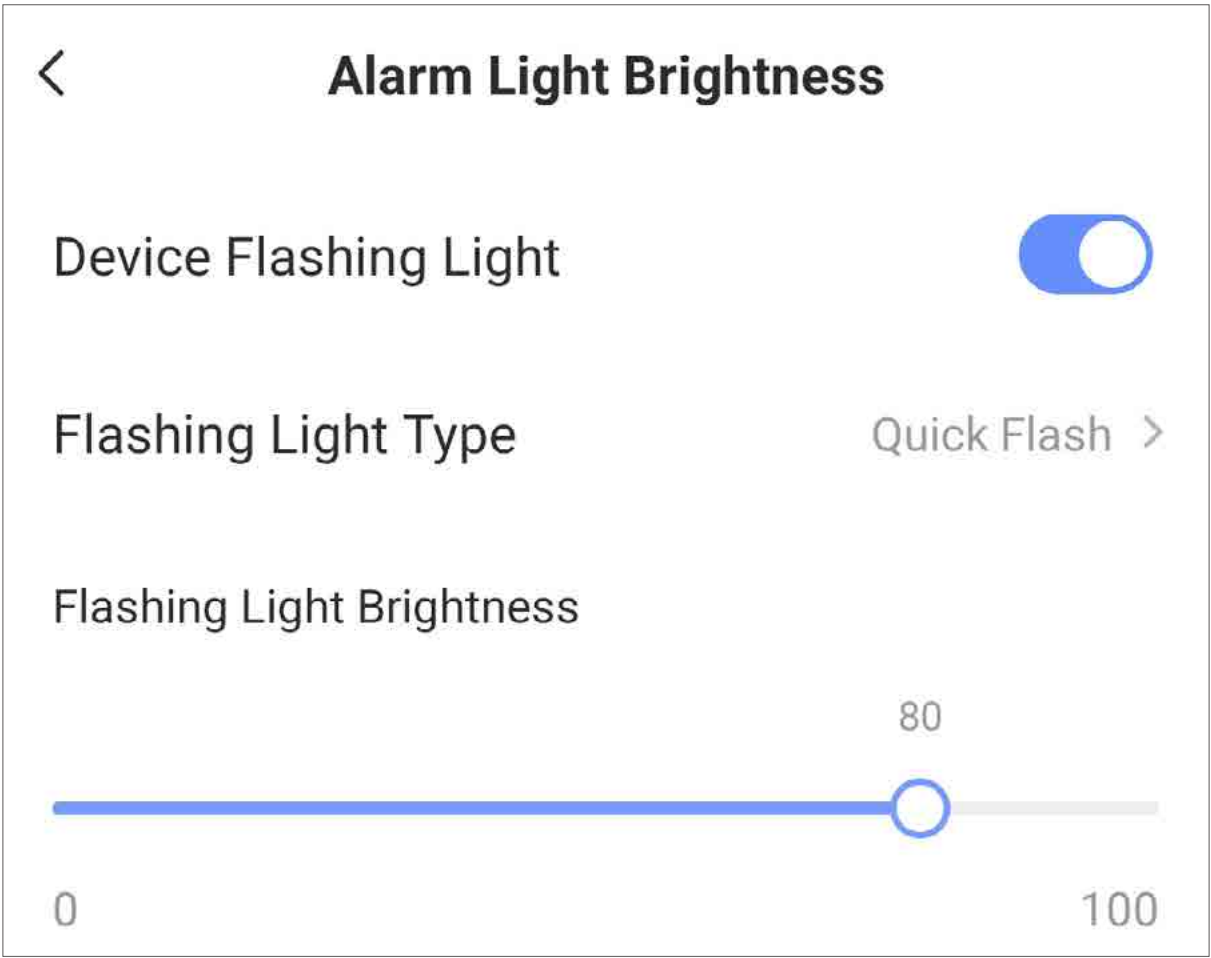 Alarm Light Brightness
Device Flashing Light
Flashing Light Type
Quick Flash
Flashing Light Brightness
80
0
100